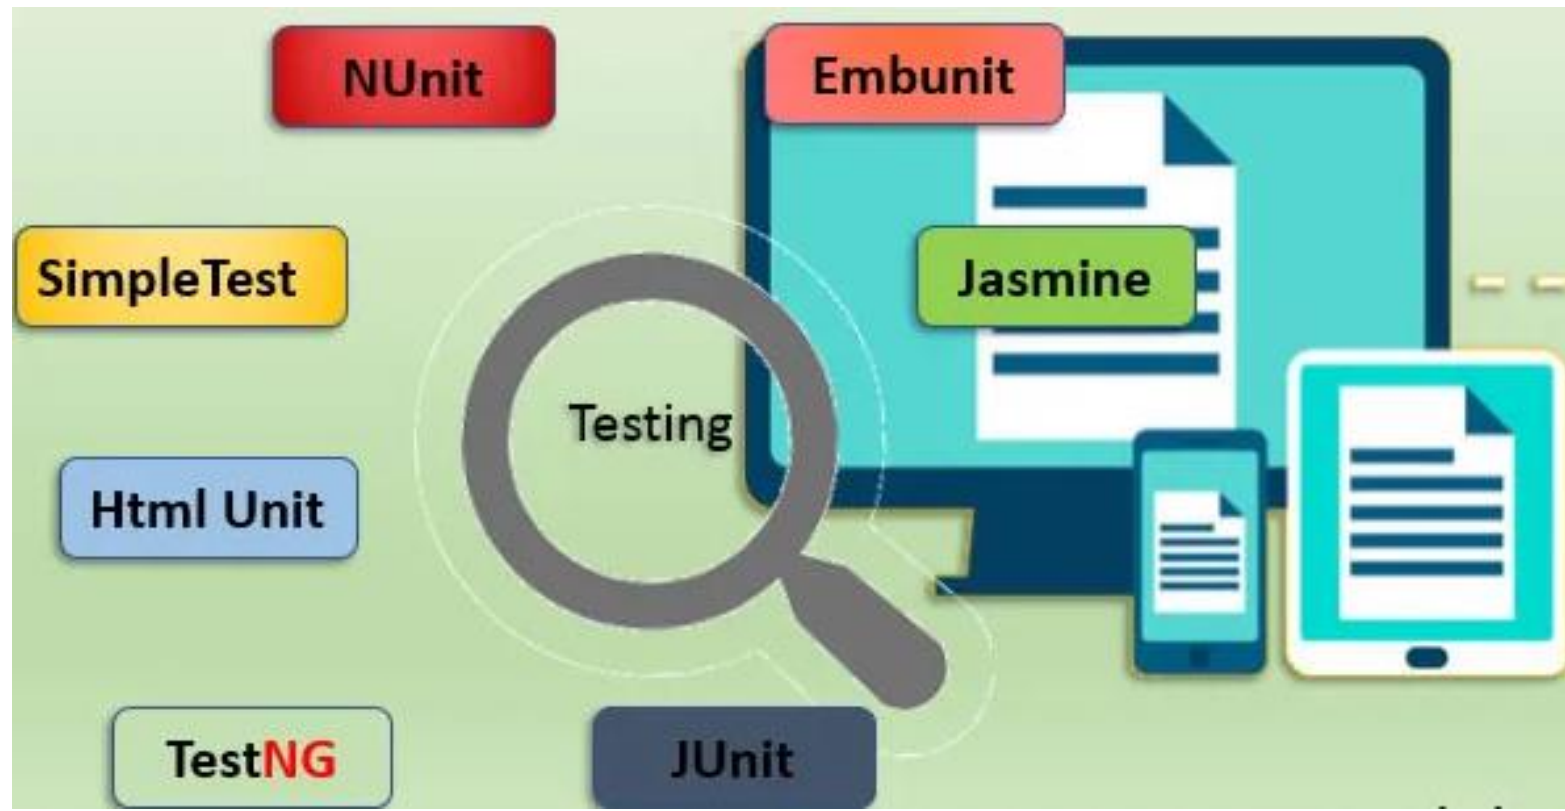 NUnit
Embunit
SimpleTest
Jasmine
Testing
Html Unit
TestNG
JUnit